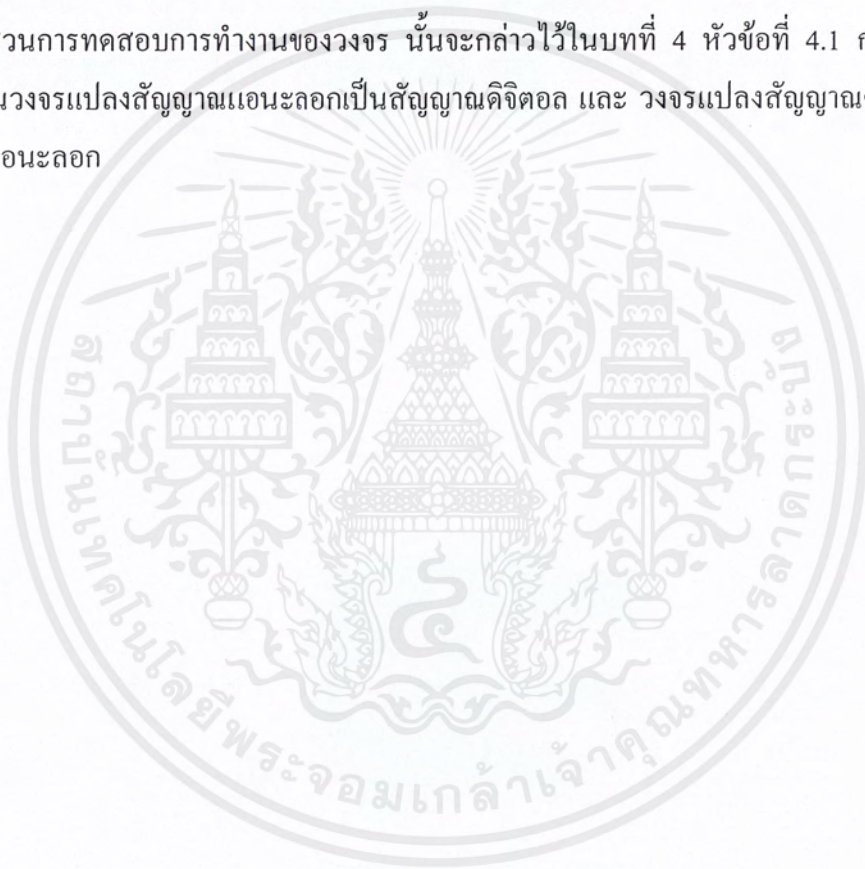 วนการทดสอบการทำงานของวงจร นั้นจะกล่าวไว้ในบทที่ 4 หัวข้อที่ 4.1
นวงจรแปลงสัญญาณแอนะลอกเป็นสัญญาณดิจิตอล และ วงจรแปลงสัญญาณ
อนะลอก
สถาบันเทคโนโลยีพระจอมเกล้าเจ้าคุณทหารลาดกระบัง